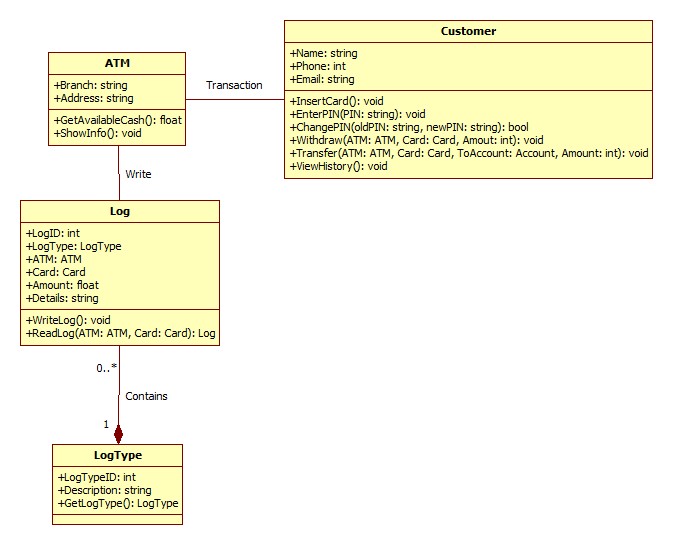 Customer
+Name: string
+Phone: int
+Email: string
+InsertCard(): void
+EnterPIN(PIN: string): void
+ChangePIN(oldPIN: string, newPIN: string): bool
+Withdraw(ATM: ATM, Card: Card, Amout: int): void
+Transfer(ATM: ATM, Card: Card, ToAccount: Account, Amount: int): void
+ViewHistory(): void
ATM
+Branch: string
+Address: string
+GetAvailableCash(): float
+ShowInfo(): void
Transaction
Write
Log
+LogID: int
+LogType: LogType
+ATM: ATM
+Card: Card
+Amount: float
+Details: string
+WriteLog(): void
+ReadLog(ATM: ATM, Card: Card): Log
0..*
Contains
1
LogType
+LogTypeID: int
+Description: string
+GetLogType(): LogType